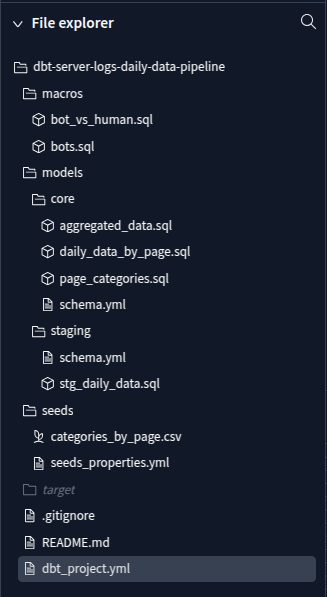 File explorer
dbt-server-logs-daily-data-pipeline
macros
bot_vs_human.sql
bots.sql
models
core
aggregated_data.sql
daily_data_by_page.sql
page_categories.sql
schema.yml
staging
schema.yml
stg_daily_data.sql
seeds
categories_by_page.csv
seeds_properties.yml
target
.gitignore
README.md
dbt_project.yml